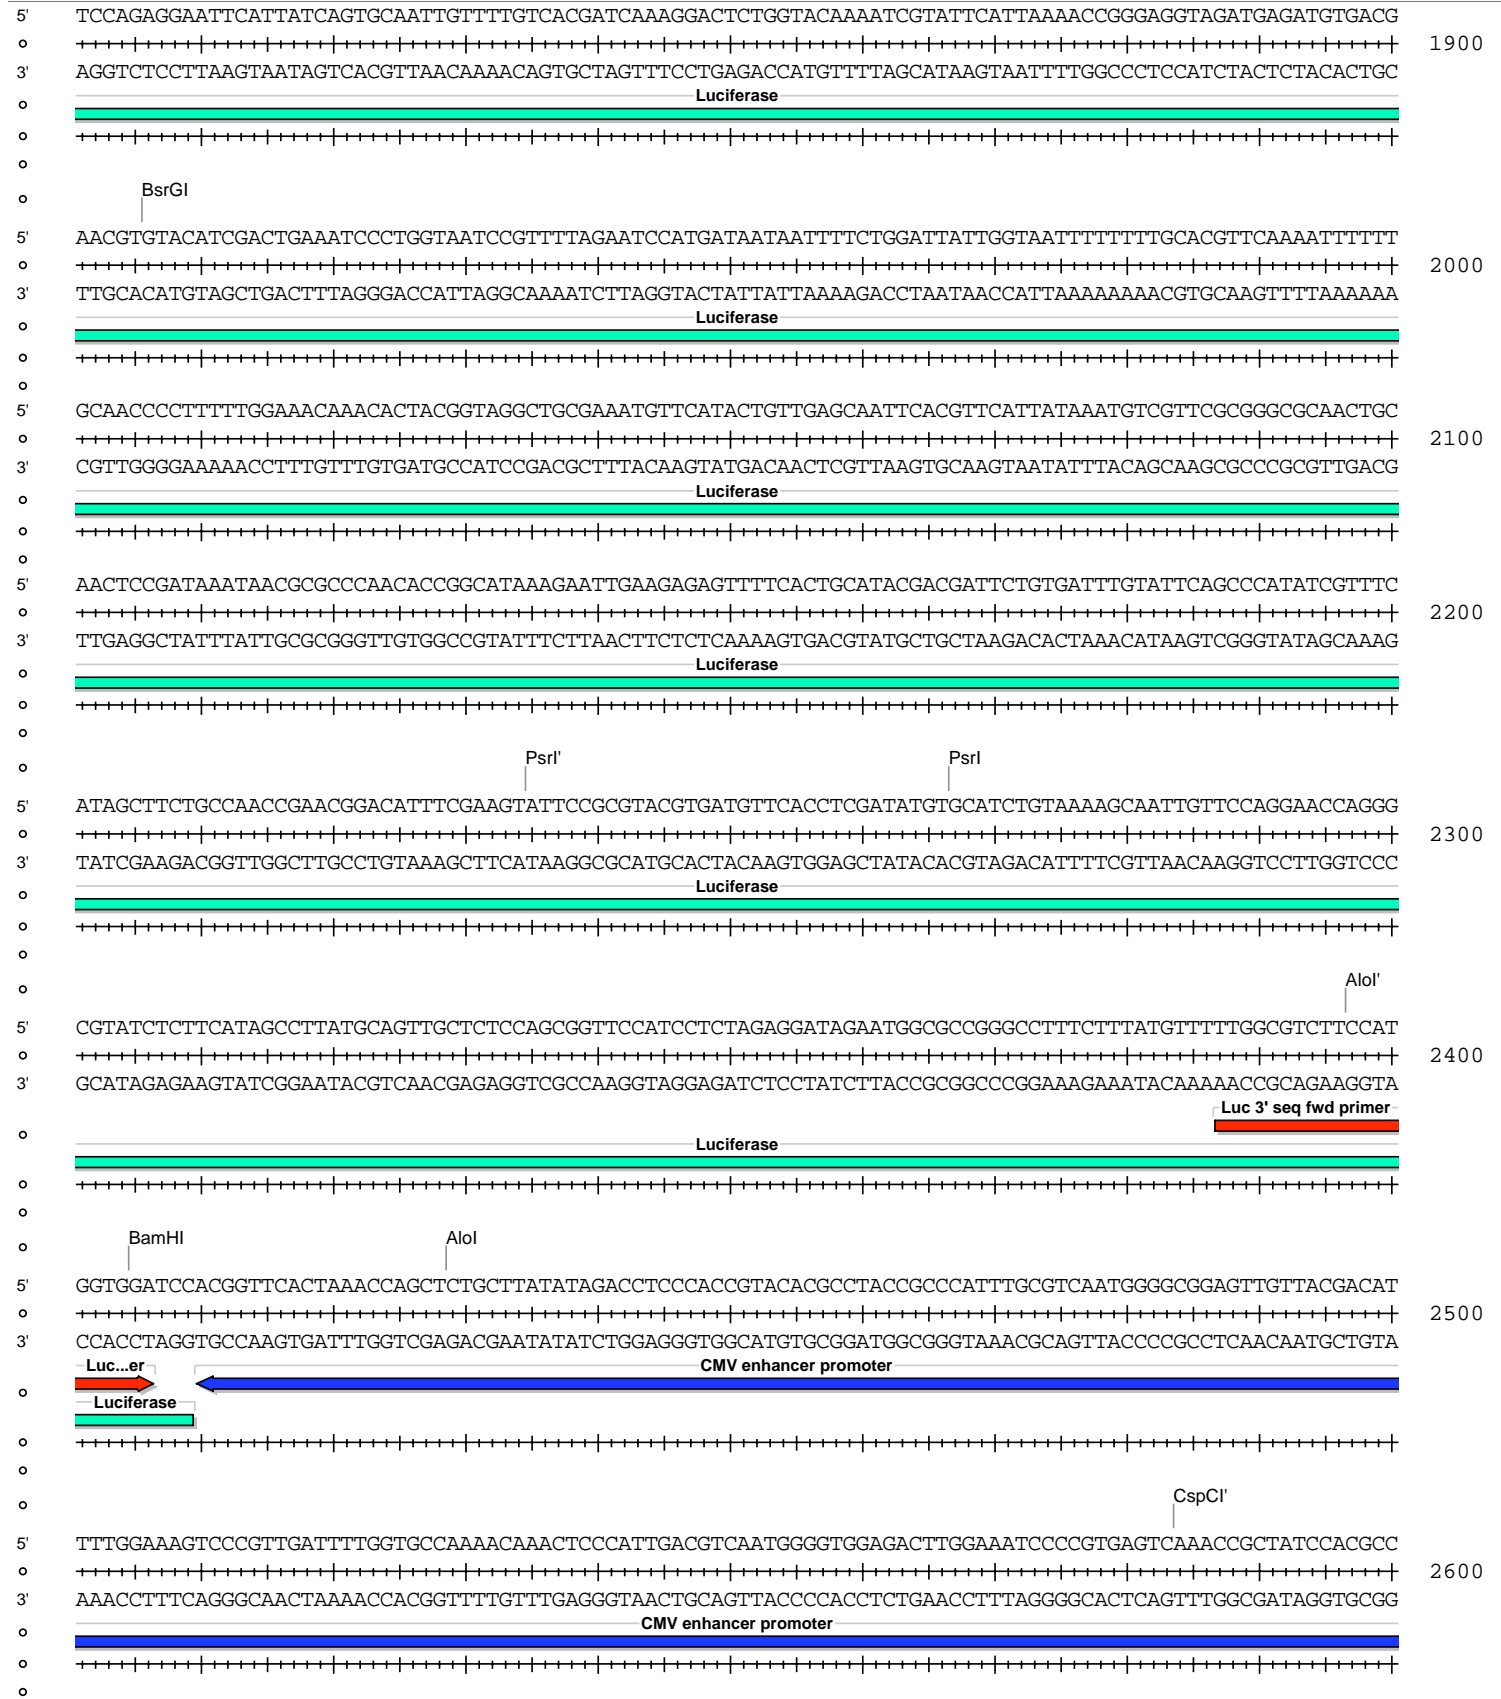 5' TCCAGAGGAATTCATTATCAGTGCAATTGTTTTGTCACGATCAAAGGACTCTGGTACAAAATCGTATTCATTAAAACCGGGAGGTAGATGAGATGTGACG
1900
3' AGGTCTCCTTAAGTAATAGTCACGTTAACAAAACAGTGCTAGTTTCCTGAGACCATGTTTTAGCATAAGTAATTTTGGCCCTCCATCTACTCTACACTGC
Luciferase
BsrGI
5' AACGTGTACATCGACTGAAATCCCTGGTAATCCGTTTTAGAATCCATGATAATAATTTTCTGGATTATTGGTAATTTTTTTTGCACGTTCAAAATTTTTT
2000
3' TTGCACATGTAGCTGACTTTAGGGACCATTAGGCAAAATCTTAGGTACTATTATTAAAAGACCTAATAACCATTAAAAAAAACGTGCAAGTTTTAAAAAA
Luciferase
5' GCAACCCCTTTTTGGAAACAAACACTACGGTAGGCTGCGAAATGTTCATACTGTTGAGCAATTCACGTTCATTATAAATGTCGTTCGCGGGCGCAACTGC
2100
3' CGTTGGGGAAAAACCTTTGTTTGTGATGCCATCCGACGCTTTACAAGTATGACAACTCGTTAAGTGCAAGTAATATTTACAGCAAGCGCCCGCGTTGACG
Luciferase
5' AACTCCGATAAATAACGCGCCCAACACCGGCATAAAGAATTGAAGAGAGTTTTCACTGCATACGACGATTCTGTGATTTGTATTCAGCCCATATCGTTTC
2200
3' TTGAGGCTATTTATTGCGCGGGTTGTGGCCGTATTTCTTAACTTCTCTCAAAAGTGACGTATGCTGCTAAGACACTAAACATAAGTCGGGTATAGCAAAG
Luciferase
PsrI' PsrI
5' ATAGCTTCTGCCAACCGAACGGACATTTCGAAGTATTCCGCGTACGTGATGTTCACCTCGATATGTGCATCTGTAAAAGCAATTGTTCCAGGAACCAGGG
2300
3' TATCGAAGACGGTTGGCTTGCCTGTAAAGCTTCATAAGGCGCATGCACTACAAGTGGAGCTATACACGTAGACATTTTCGTTAACAAGGTCCTTGGTCCC
Luciferase
AloI'
5' CGTATCTCTTCATAGCCTTATGCAGTTGCTCTCCAGCGGTTCCATCCTCTAGAGGATAGAATGGCGCCGGGCCTTTCTTTATGTTTTTGGCGTCTTCCAT
2400
3' GCATAGAGAAGTATCGGAATACGTCAACGAGAGGTCGCCAAGGTAGGAGATCTCCTATCTTACCGCGGCCCGGAAAGAAATACAAAAACCGCAGAAGGTA
Luc 3' seq fwd primer
Luciferase
BamHI AloI
5' GGTGGATCCACGGTTCACTAAACCAGCTCTGCTTATATAGACCTCCCACCGTACACGCCTACCGCCCATTTGCGTCAATGGGGCGGAGTTGTTACGACAT
2500
3' CCACCTAGGTGCCAAGTGATTTGGTCGAGACGAATATATCTGGAGGGTGGCATGTGCGGATGGCGGGTAAACGCAGTTACCCCGCCTCAACAATGCTGTA
Luc...er CMV enhancer promoter
Luciferase
CspCI'
5' TTTGGAAAGTCCCGTTGATTTTGGTGCCAAAACAAACTCCCATTGACGTCAATGGGGTGGAGACTTGGAAATCCCCGTGAGTCAAACCGCTATCCACGCC
2600
3' AAACCTTTCAGGGCAACTAAAACCACGGTTTTGTTTGAGGGTAACTGCAGTTACCCCACCTCTGAACCTTTAGGGGCACTCAGTTTGGCGATAGGTGCGG
CMV enhancer promoter